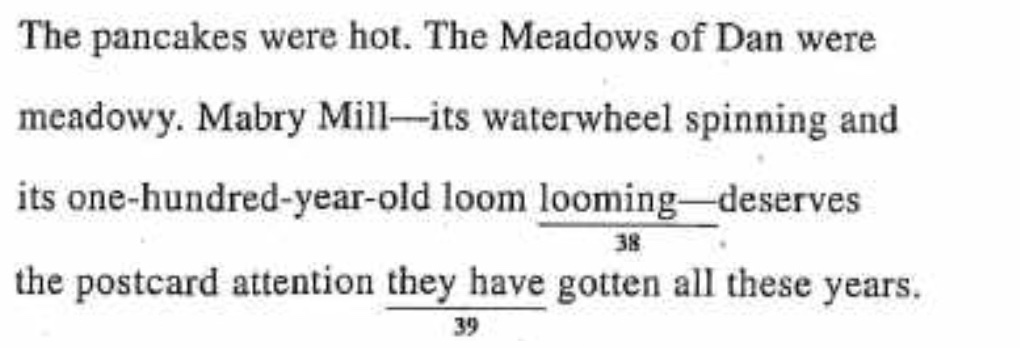 The pancakes were hot. The Meadows of Dan were
meadowy. Mabry Mill—its waterwheel spinning and
its one-hundred-year-old loom looming—deserves
38
the postcard attention they have gotten all these years.
39